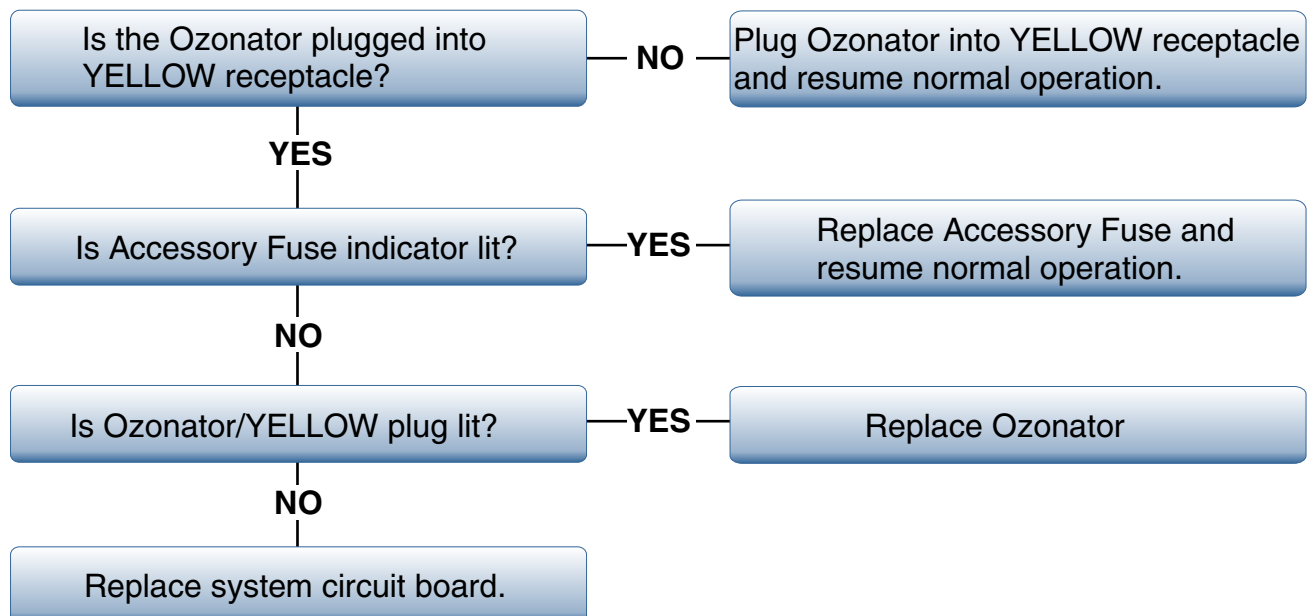 Is the Ozonator plugged into
YELLOW receptacle?
NO
Plug Ozonator into YELLOW receptacle
and resume normal operation.
YES
Is Accessory Fuse indicator lit?
YES
Replace Accessory Fuse and
resume normal operation.
NO
Is Ozonator/YELLOW plug lit?
YES
Replace Ozonator
NO
Replace system circuit board.